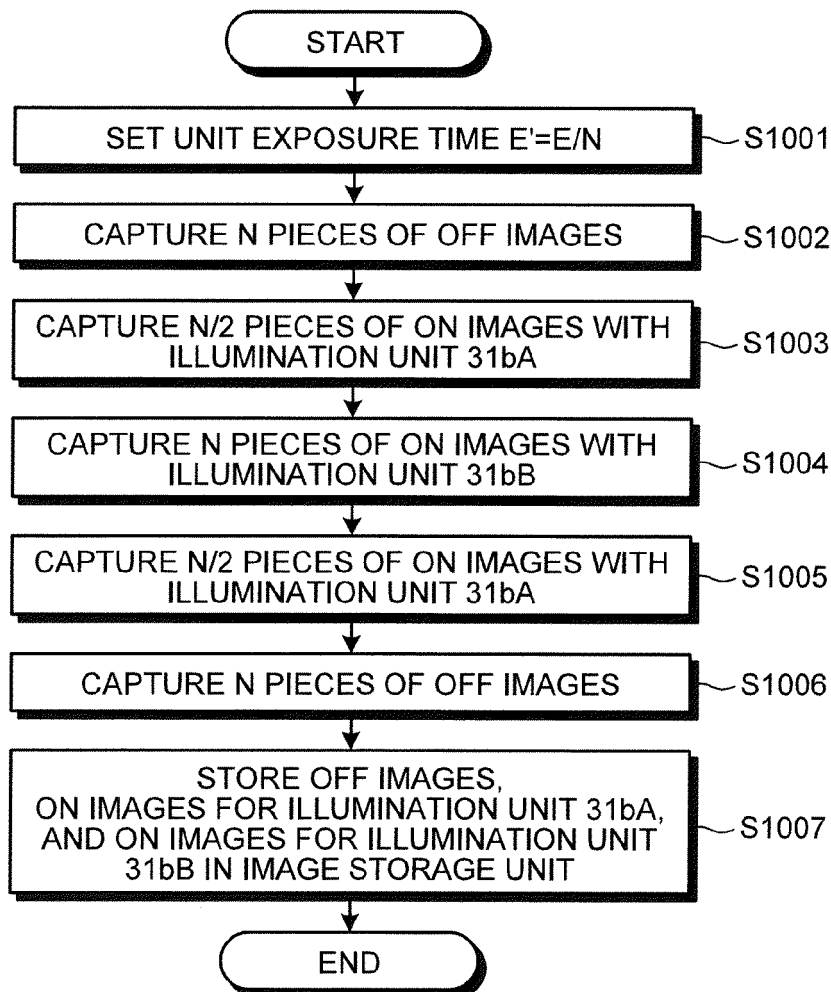 START
SET UNIT EXPOSURE TIME E'=E/N
S1001
CAPTURE N PIECES OF OFF IMAGES
S1002
CAPTURE N/2 PIECES OF ON IMAGES WITH
ILLUMINATION UNIT 31bA
S1003
CAPTURE N PIECES OF ON IMAGES WITH
ILLUMINATION UNIT 31bB
S1004
CAPTURE N/2 PIECES OF ON IMAGES WITH
ILLUMINATION UNIT 31bA
S1005
CAPTURE N PIECES OF OFF IMAGES
S1006
STORE OFF IMAGES,
ON IMAGES FOR ILLUMINATION UNIT 31bA,
AND ON IMAGES FOR ILLUMINATION UNIT
31bB IN IMAGE STORAGE UNIT
S1007
END